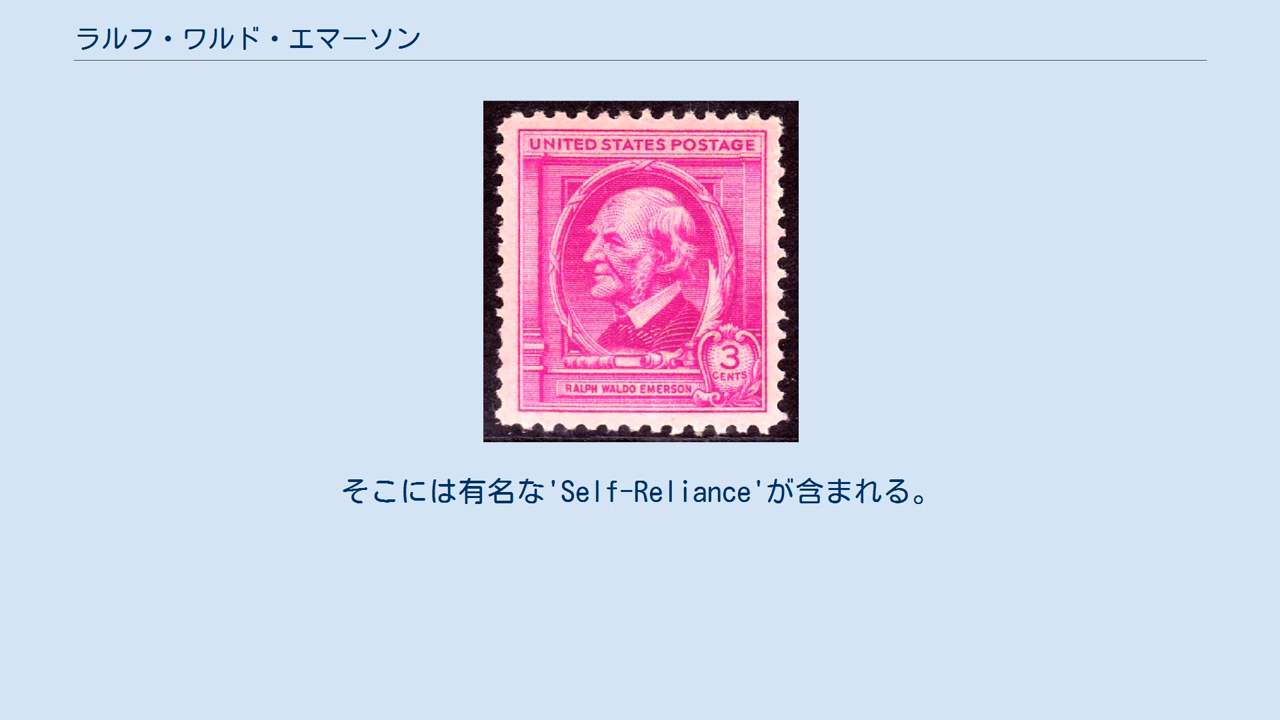 ラルフ・ワルド・エマーソン
UNITED STATES POSTAGE
3
CENTS
RALPH WALDO EMERSON
そこには有名な'Self-Reliance'が含まれる。